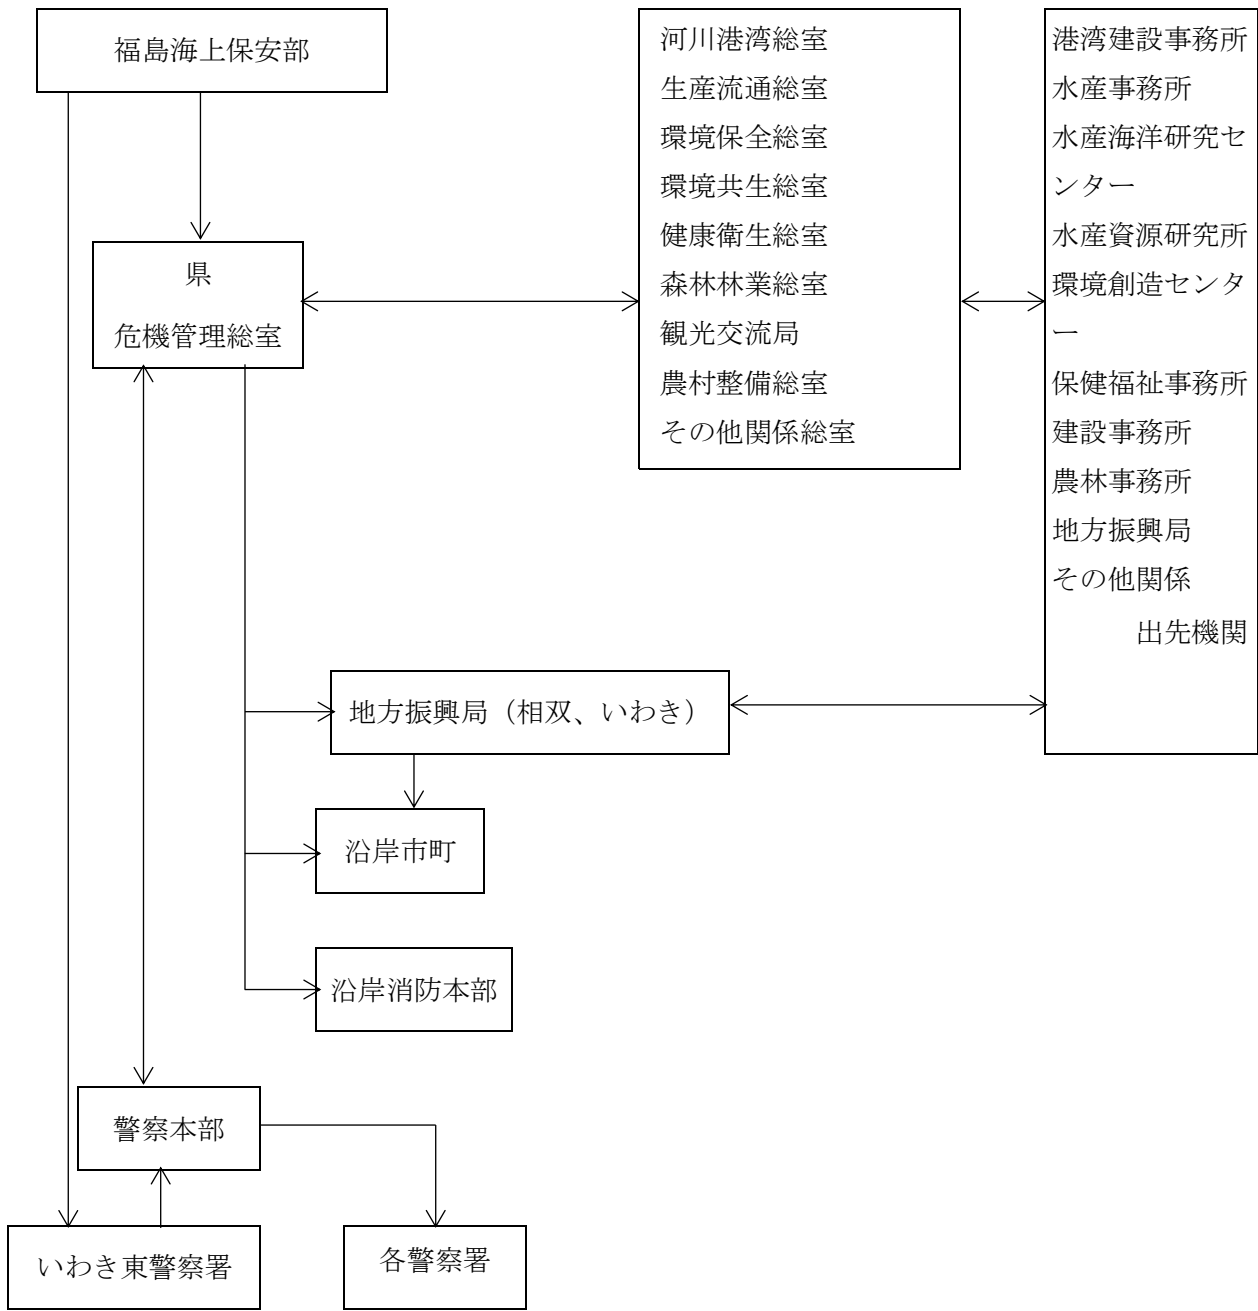 福島海上保安部
県
危機管理総室
河川港湾総室
生産流通総室
環境保全総室
環境共生総室
健康衛生総室
森林林業総室
観光交流局
農村整備総室
その他関係総室
港湾建設事務所
水産事務所
水産海洋研究セ
ンター
水産資源研究所
環境創造センタ
ー
保健福祉事務所
建設事務所
農林事務所
地方振興局
その他関係
出先機関
地方振興局（相双、いわき）
沿岸市町
沿岸消防本部
警察本部
いわき東警察署
各警察署